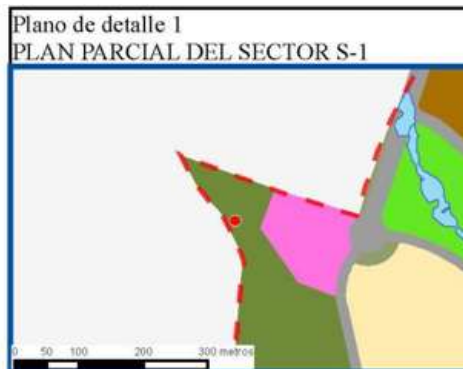 Plano de detalle 1
PLAN PARCIAL DEL SECTOR S-1
0 50 100 200 300 metros